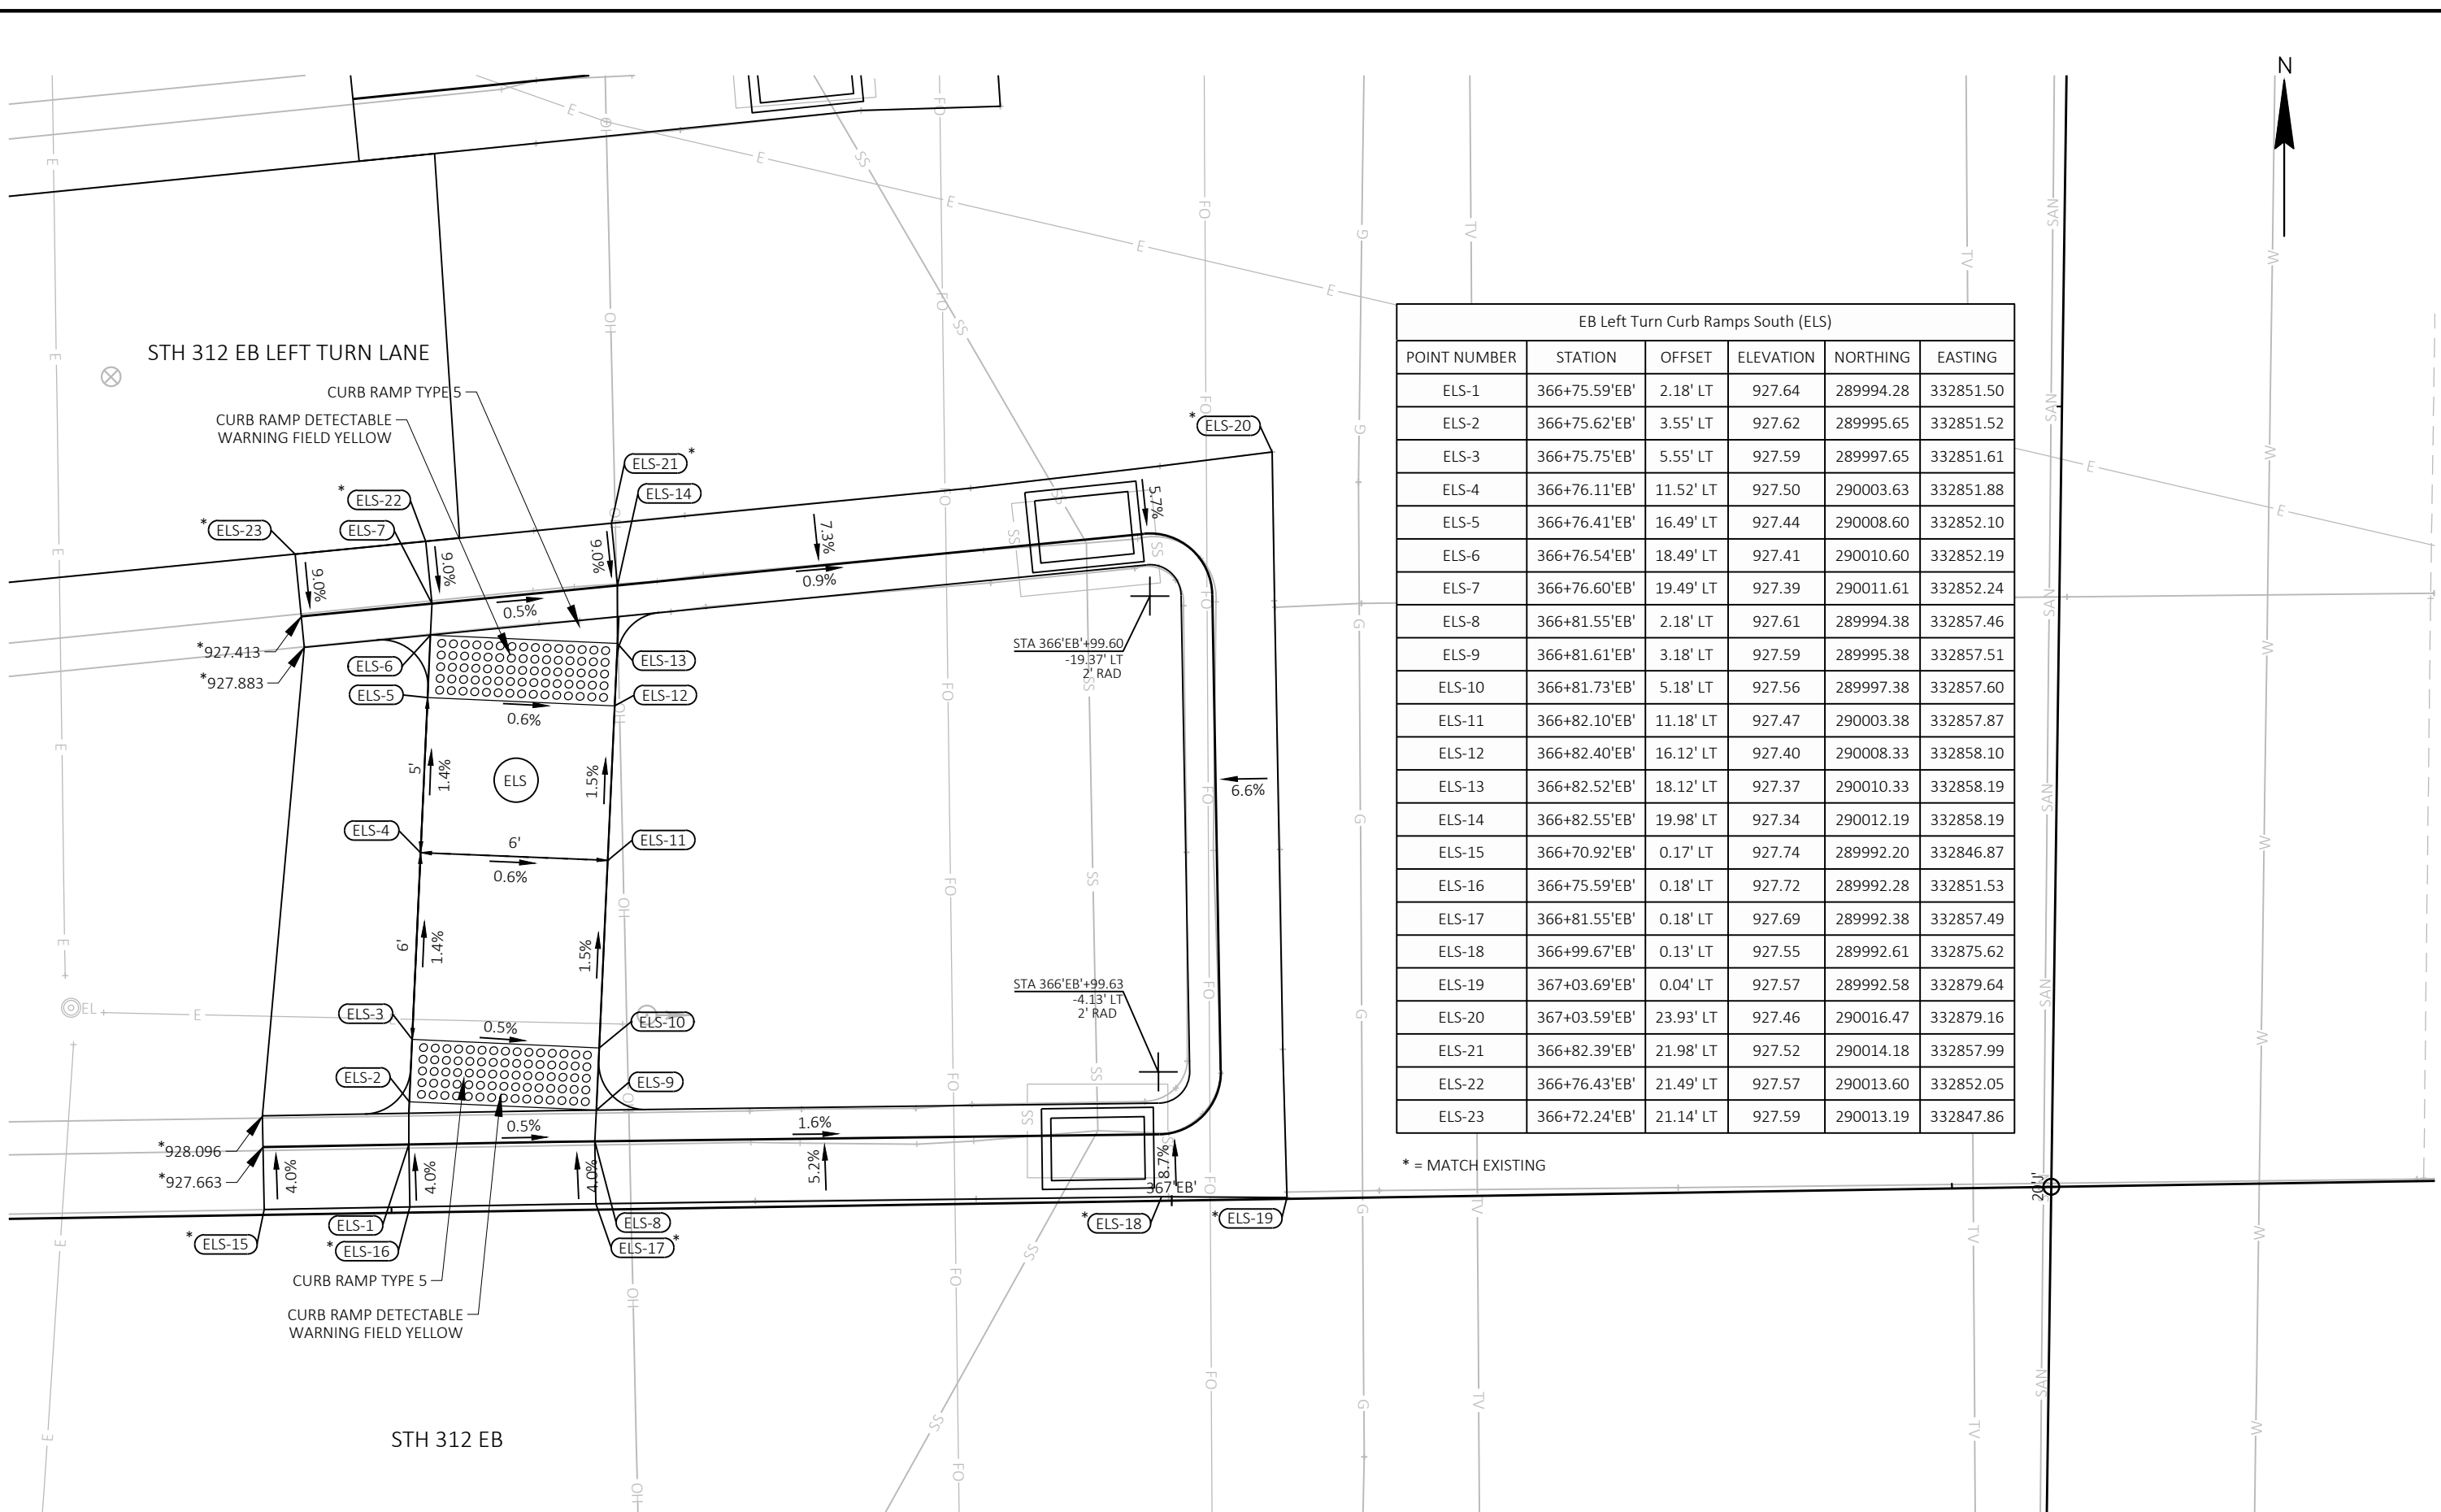 N
STH 312 EB LEFT TURN LANE
CURB RAMP TYPE 5
CURB RAMP DETECTABLE
WARNING FIELD YELLOW
* ELS-20
ELS-21 *
ELS-14
* ELS-22
ELS-7
* ELS-23
9.0%
9.0%
9.0%
7.3%
5.7%
0.5%
0.9%
*927.413
*927.883
ELS-6
ELS-5
ELS-13
ELS-12
0.6%
STA 366'EB'+99.60
-19.37' LT
2' RAD
5'
1.4%
ELS
1.5%
6.6%
ELS-4
6'
0.6%
ELS-11
6'
1.4%
1.5%
STA 366'EB'+99.63
-4.13' LT
2' RAD
ELS-3
0.5%
ELS-10
ELS-2
ELS-9
*928.096
*927.663
0.5%
1.6%
4.0%
4.0%
4.0%
5.2%
8.7%
367'EB'
20'J'
* ELS-15
ELS-1
* ELS-16
ELS-8
ELS-17 *
* ELS-18
* ELS-19
CURB RAMP TYPE 5
CURB RAMP DETECTABLE
WARNING FIELD YELLOW
STH 312 EB
EL
EB Left Turn Curb Ramps South (ELS)
POINT NUMBER STATION OFFSET ELEVATION NORTHING EASTING
ELS-1 366+75.59'EB' 2.18' LT 927.64 289994.28 332851.50
ELS-2 366+75.62'EB' 3.55' LT 927.62 289995.65 332851.52
ELS-3 366+75.75'EB' 5.55' LT 927.59 289997.65 332851.61
ELS-4 366+76.11'EB' 11.52' LT 927.50 290003.63 332851.88
ELS-5 366+76.41'EB' 16.49' LT 927.44 290008.60 332852.10
ELS-6 366+76.54'EB' 18.49' LT 927.41 290010.60 332852.19
ELS-7 366+76.60'EB' 19.49' LT 927.39 290011.61 332852.24
ELS-8 366+81.55'EB' 2.18' LT 927.61 289994.38 332857.46
ELS-9 366+81.61'EB' 3.18' LT 927.59 289995.38 332857.51
ELS-10 366+81.73'EB' 5.18' LT 927.56 289997.38 332857.60
ELS-11 366+82.10'EB' 11.18' LT 927.47 290003.38 332857.87
ELS-12 366+82.40'EB' 16.12' LT 927.40 290008.33 332858.10
ELS-13 366+82.52'EB' 18.12' LT 927.37 290010.33 332858.19
ELS-14 366+82.55'EB' 19.98' LT 927.34 290012.19 332858.19
ELS-15 366+70.92'EB' 0.17' LT 927.74 289992.20 332846.87
ELS-16 366+75.59'EB' 0.18' LT 927.72 289992.28 332851.53
ELS-17 366+81.55'EB' 0.18' LT 927.69 289992.38 332857.49
ELS-18 366+99.67'EB' 0.13' LT 927.55 289992.61 332875.62
ELS-19 367+03.69'EB' 0.04' LT 927.57 289992.58 332879.64
ELS-20 367+03.59'EB' 23.93' LT 927.46 290016.47 332879.16
ELS-21 366+82.39'EB' 21.98' LT 927.52 290014.18 332857.99
ELS-22 366+76.43'EB' 21.49' LT 927.57 290013.60 332852.05
ELS-23 366+72.24'EB' 21.14' LT 927.59 290013.19 332847.86
* = MATCH EXISTING